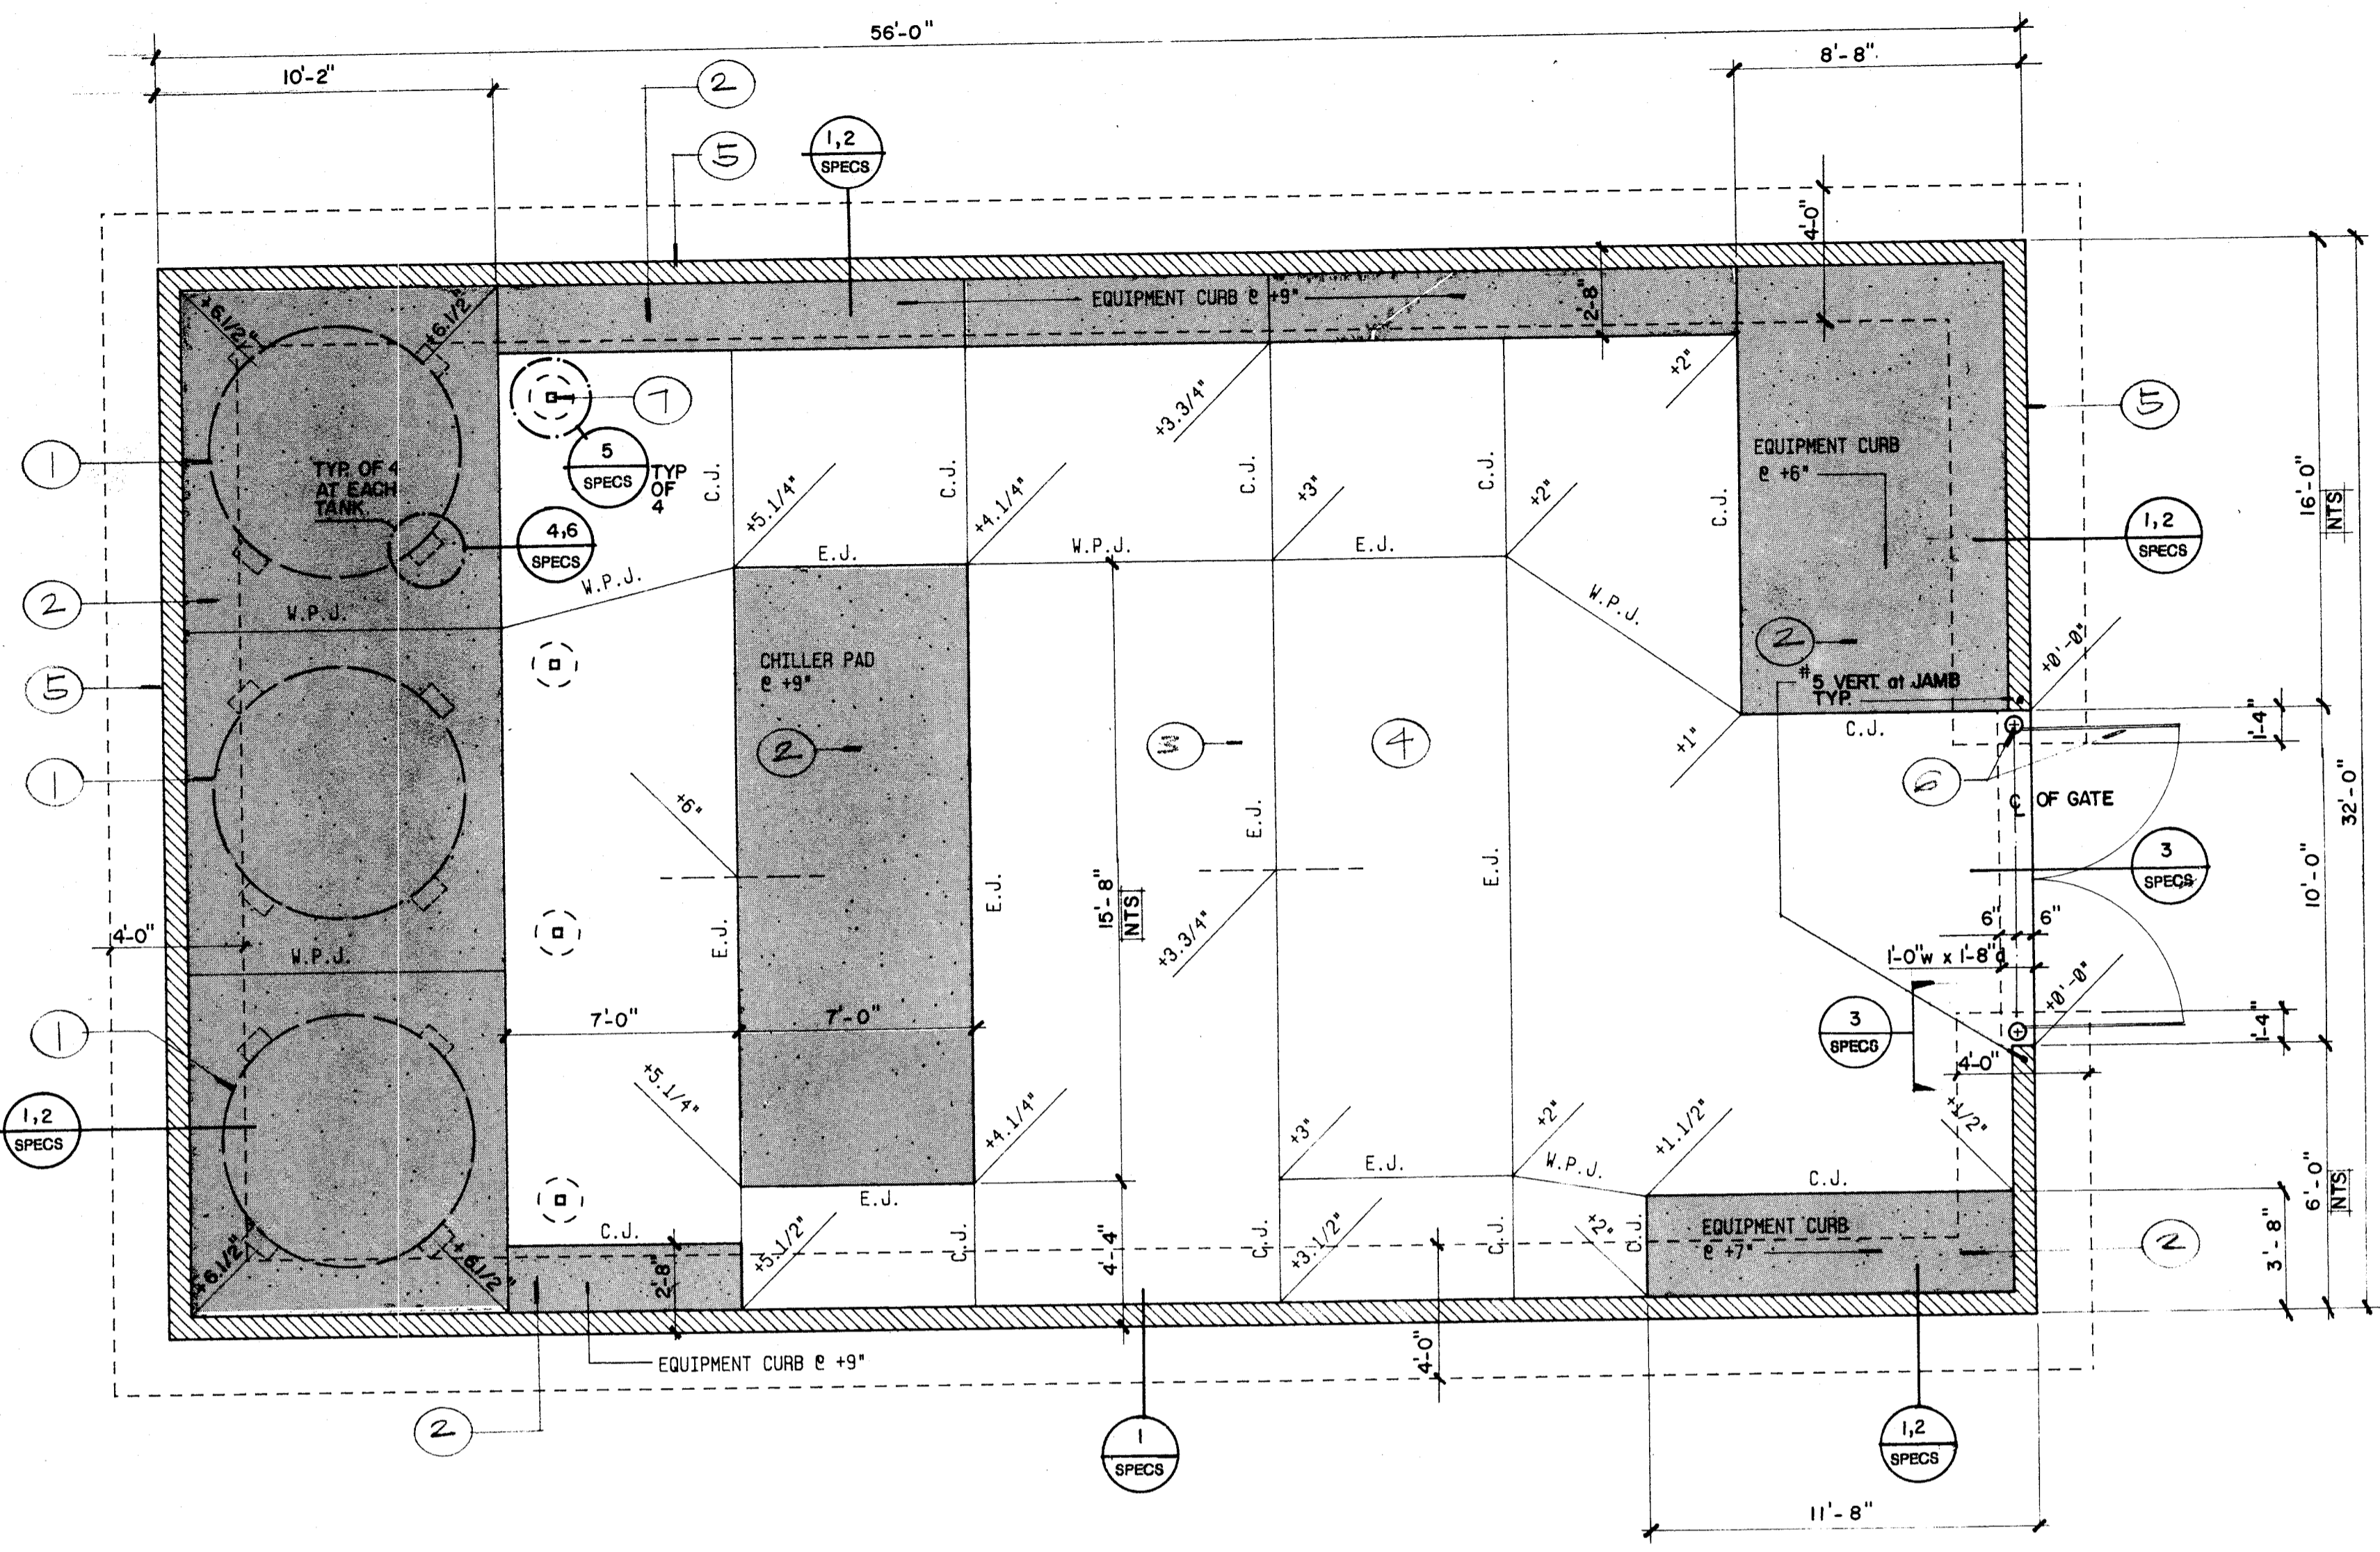 56'-0"
10'-2"
8'-8"
2
5
1,2
SPECS
4'-0"
EQUIPMENT CURB @ +9"
2'-8"
+6.1/2"
+6.1/2"
7
5
SPECS
TYP
OF
4
TYP. OF 4
AT EACH
TANK.
4,6
SPECS
1
2
5
1
1
1,2
SPECS
W.P.J.
W.P.J.
W.P.J.
C.J.
C.J.
C.J.
C.J.
C.J.
+5.1/4"
+4.1/4"
+3.3/4"
+3"
+2"
+2"
E.J.
W.P.J.
E.J.
W.P.J.
EQUIPMENT CURB
@ +6"
5
1,2
SPECS
16'-0"
NTS
32'-0"
CHILLER PAD
@ +9"
2
3
4
2
#5 VERT. at JAMB
TYP.
+0'-0"
1'-4"
C.J.
+1"
6
℄ OF GATE
3
SPECS
10'-0"
+6"
E.J.
E.J.
E.J.
E.J.
15'-8"
NTS
+3.3/4"
4'-0"
6"
6"
1'-0"w x 1'-8"d
+0'-0"
3
SPECS
4'-0"
1'-4"
7'-0"
7'-0"
+5.1/4"
+4.1/4"
+3"
+2"
+1.1/2"
+1/2"
E.J.
E.J.
W.P.J.
C.J.
C.J.
C.J.
C.J.
C.J.
C.J.
+6.1/2"
+6.1/2"
2'-8"
+5.1/2"
4'-4"
+3.1/2"
+2"
EQUIPMENT CURB
@ +7"
2
6'-0"
NTS
3'-8"
EQUIPMENT CURB @ +9"
4'-0"
2
1
SPECS
1,2
SPECS
11'-8"